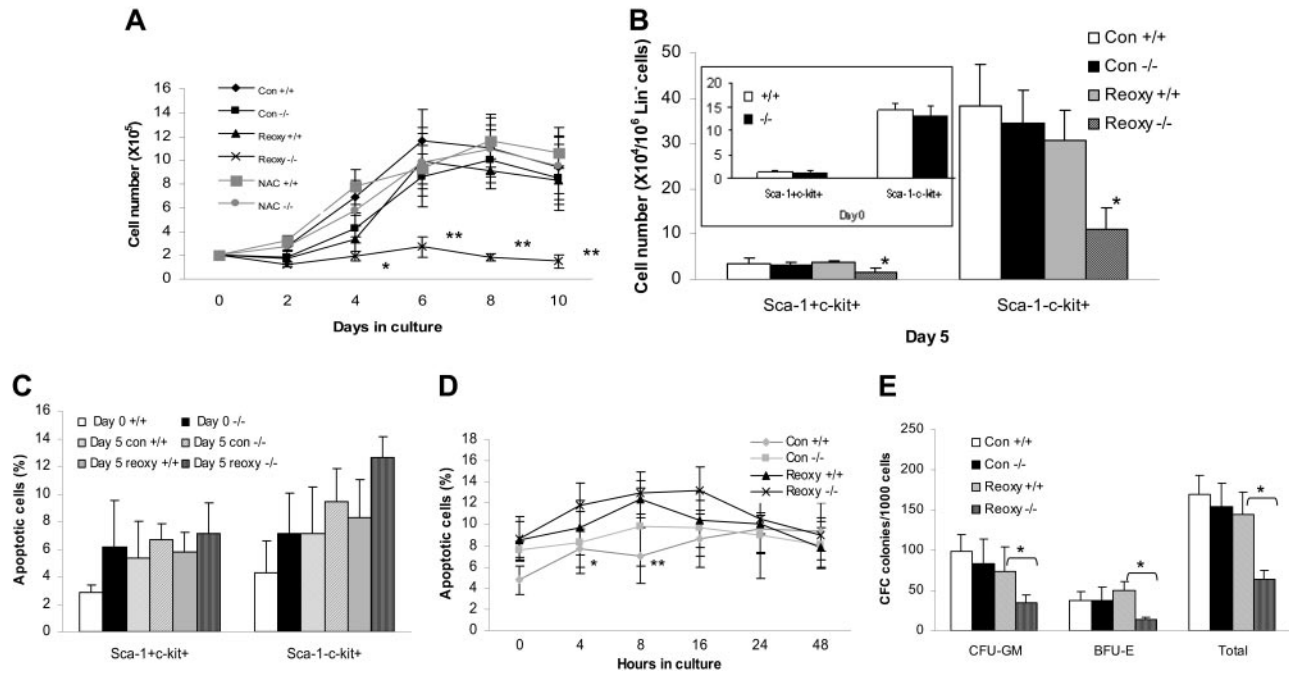 A
Cell number (X10⁵)
16
14
12
10
8
6
4
2
0
Con +/+
Con -/-
Reoxy +/+
Reoxy -/-
NAC +/+
NAC -/-
*
**
**
**
0 2 4 6 8 10
Days in culture
B
Cell number (X10⁴/10⁶ Lin⁻ cells)
50
40
30
20
10
0
20
15
10
5
0
+/+
-/-
Sca-1+c-kit+ Sca-1-c-kit+
Day 0
Con +/+
Con -/-
Reoxy +/+
Reoxy -/-
*
*
Sca-1+c-kit+ Sca-1-c-kit+
Day 5
C
Apoptotic cells (%)
16
14
12
10
8
6
4
2
0
Day 0 +/+ Day 0 -/-
Day 5 con +/+ Day 5 con -/-
Day 5 reoxy +/+ Day 5 reoxy -/-
Sca-1+c-kit+ Sca-1-c-kit+
D
Apoptotic cells (%)
18
16
14
12
10
8
6
4
2
0
Con +/+
Con -/-
Reoxy +/+
Reoxy -/-
* **
0 4 8 16 24 48
Hours in culture
E
CFC colonies/1000 cells
250
200
150
100
50
0
Con +/+
Con -/-
Reoxy +/+
Reoxy -/-
*
*
*
CFU-GM BFU-E Total